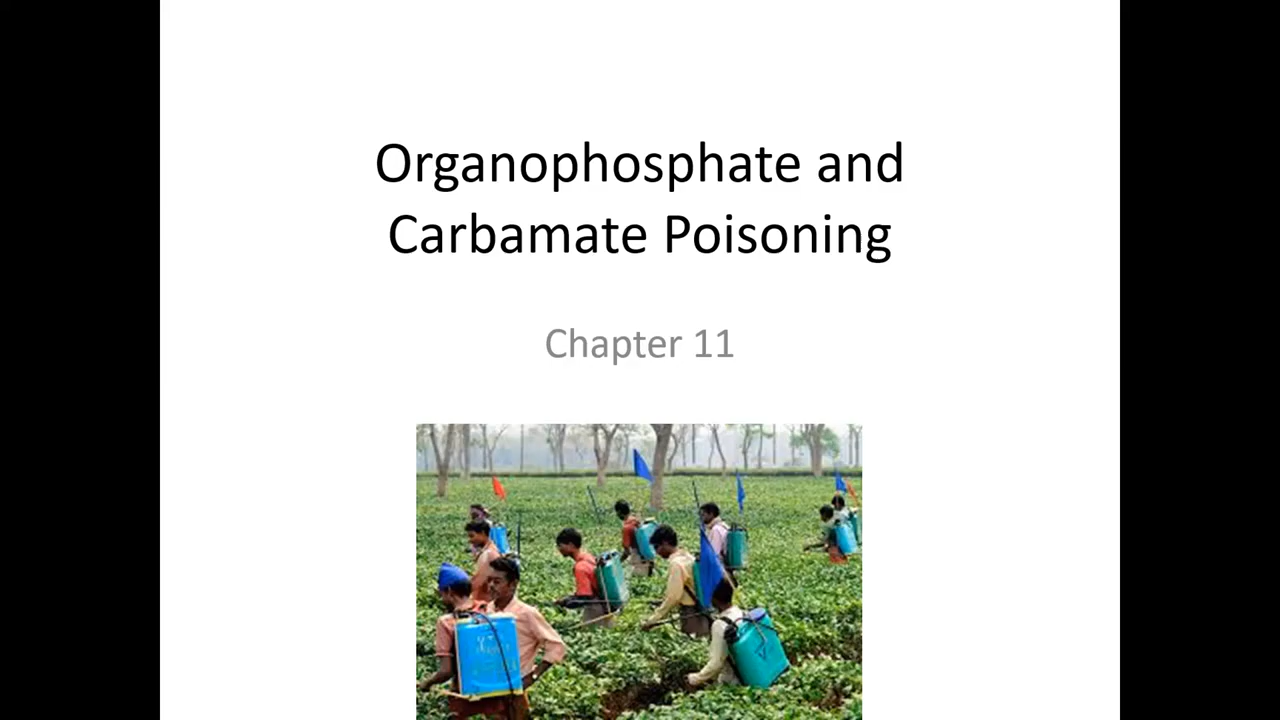 Organophosphate and
Carbamate Poisoning
Chapter 11